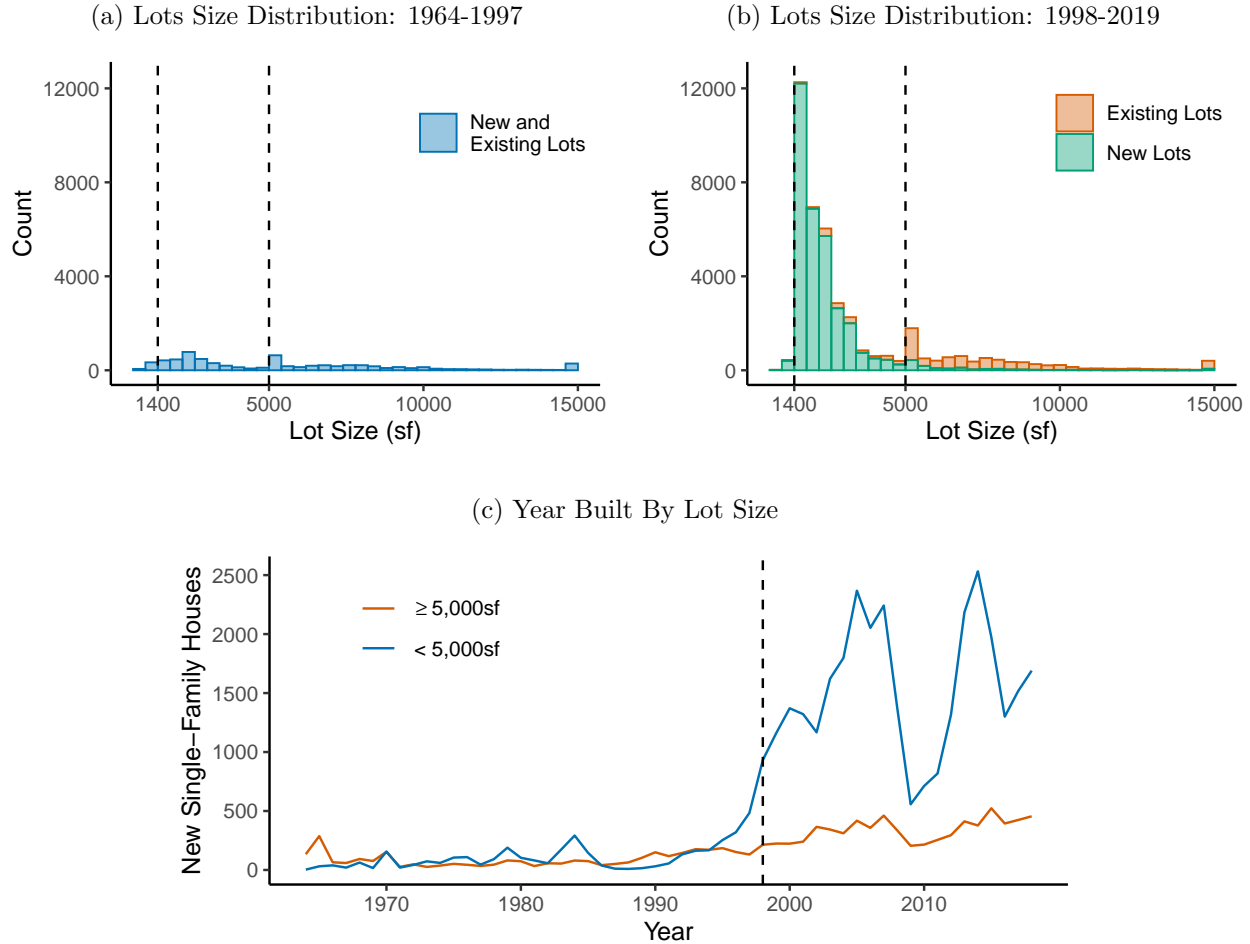 (a) Lots Size Distribution: 1964-1997
12000
8000
4000
0
Count
New and
Existing Lots
1400
5000
10000
15000
Lot Size (sf)
(b) Lots Size Distribution: 1998-2019
12000
8000
4000
0
Count
Existing Lots
New Lots
1400
5000
10000
15000
Lot Size (sf)
(c) Year Built By Lot Size
2500
2000
1500
1000
500
0
New Single−Family Houses
≥ 5,000sf
< 5,000sf
1970
1980
1990
2000
2010
Year